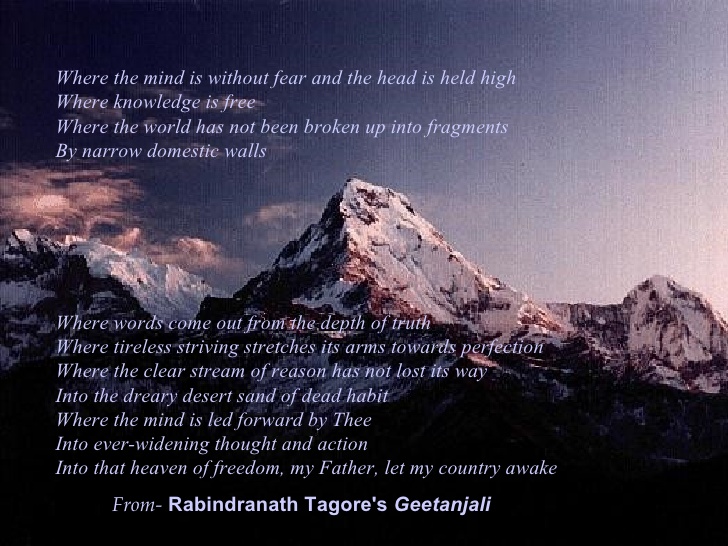 Where the mind is without fear and the head is held high
Where knowledge is free
Where the world has not been broken up into fragments
By narrow domestic walls
Where words come out from the depth of truth
Where tireless striving stretches its arms towards perfection
Where the clear stream of reason has not lost its way
Into the dreary desert sand of dead habit
Where the mind is led forward by Thee
Into ever-widening thought and action
Into that heaven of freedom, my Father, let my country awake
From- Rabindranath Tagore's Geetanjali